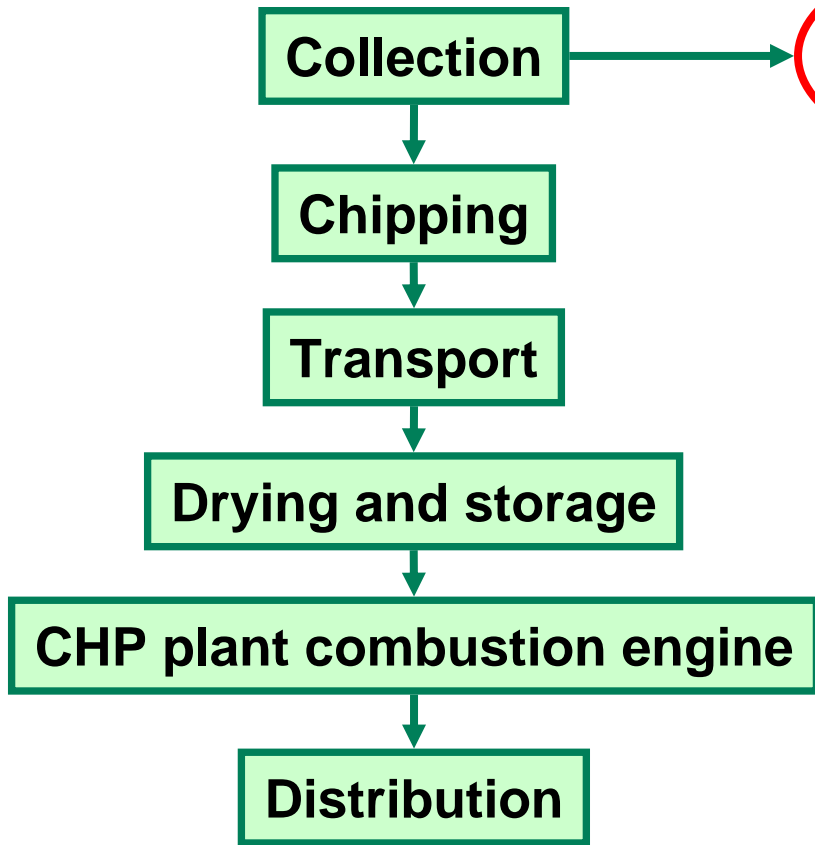 Collection
Chipping
Transport
Drying and storage
CHP plant combustion engine
Distribution